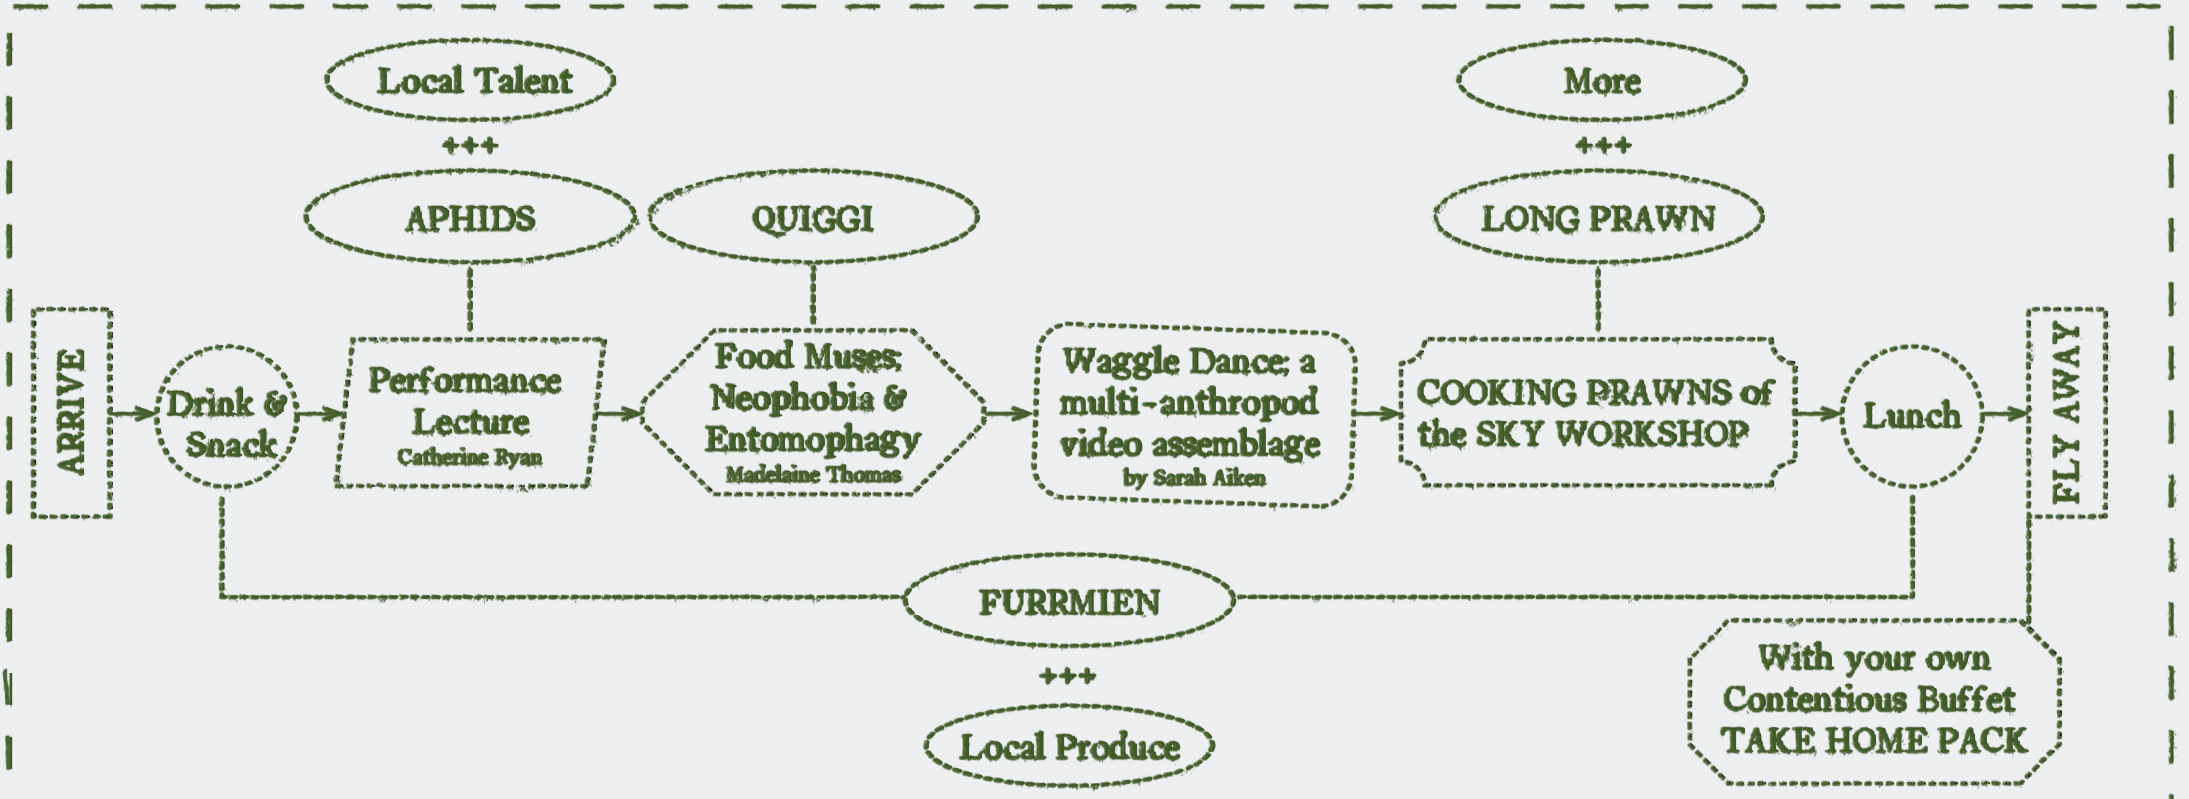 Local Talent
+++
APHIDS
QUIGGI
More
+++
LONG PRAWN
ARRIVE
Drink &
Snack
Performance
Lecture
Catherine Ryan
Food Muses;
Neophobia &
Entomophagy
Madelaine Thomas
Waggle Dance; a
multi-anthropod
video assemblage
by Sarah Aiken
COOKING PRAWNS of
the SKY WORKSHOP
Lunch
FLY AWAY
FURRMIEN
+++
Local Produce
With your own
Contentious Buffet
TAKE HOME PACK